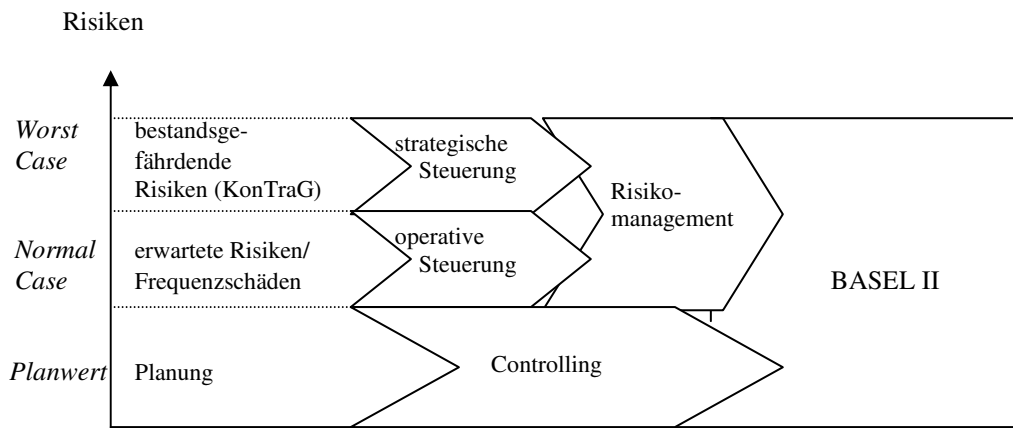 Risiken
Worst
Case
bestandsge-
fährdende
Risiken (KonTraG)
strategische
Steuerung
Risiko-
management
Normal
Case
erwartete Risiken/
Frequenzschäden
operative
Steuerung
BASEL II
Planwert
Planung
Controlling